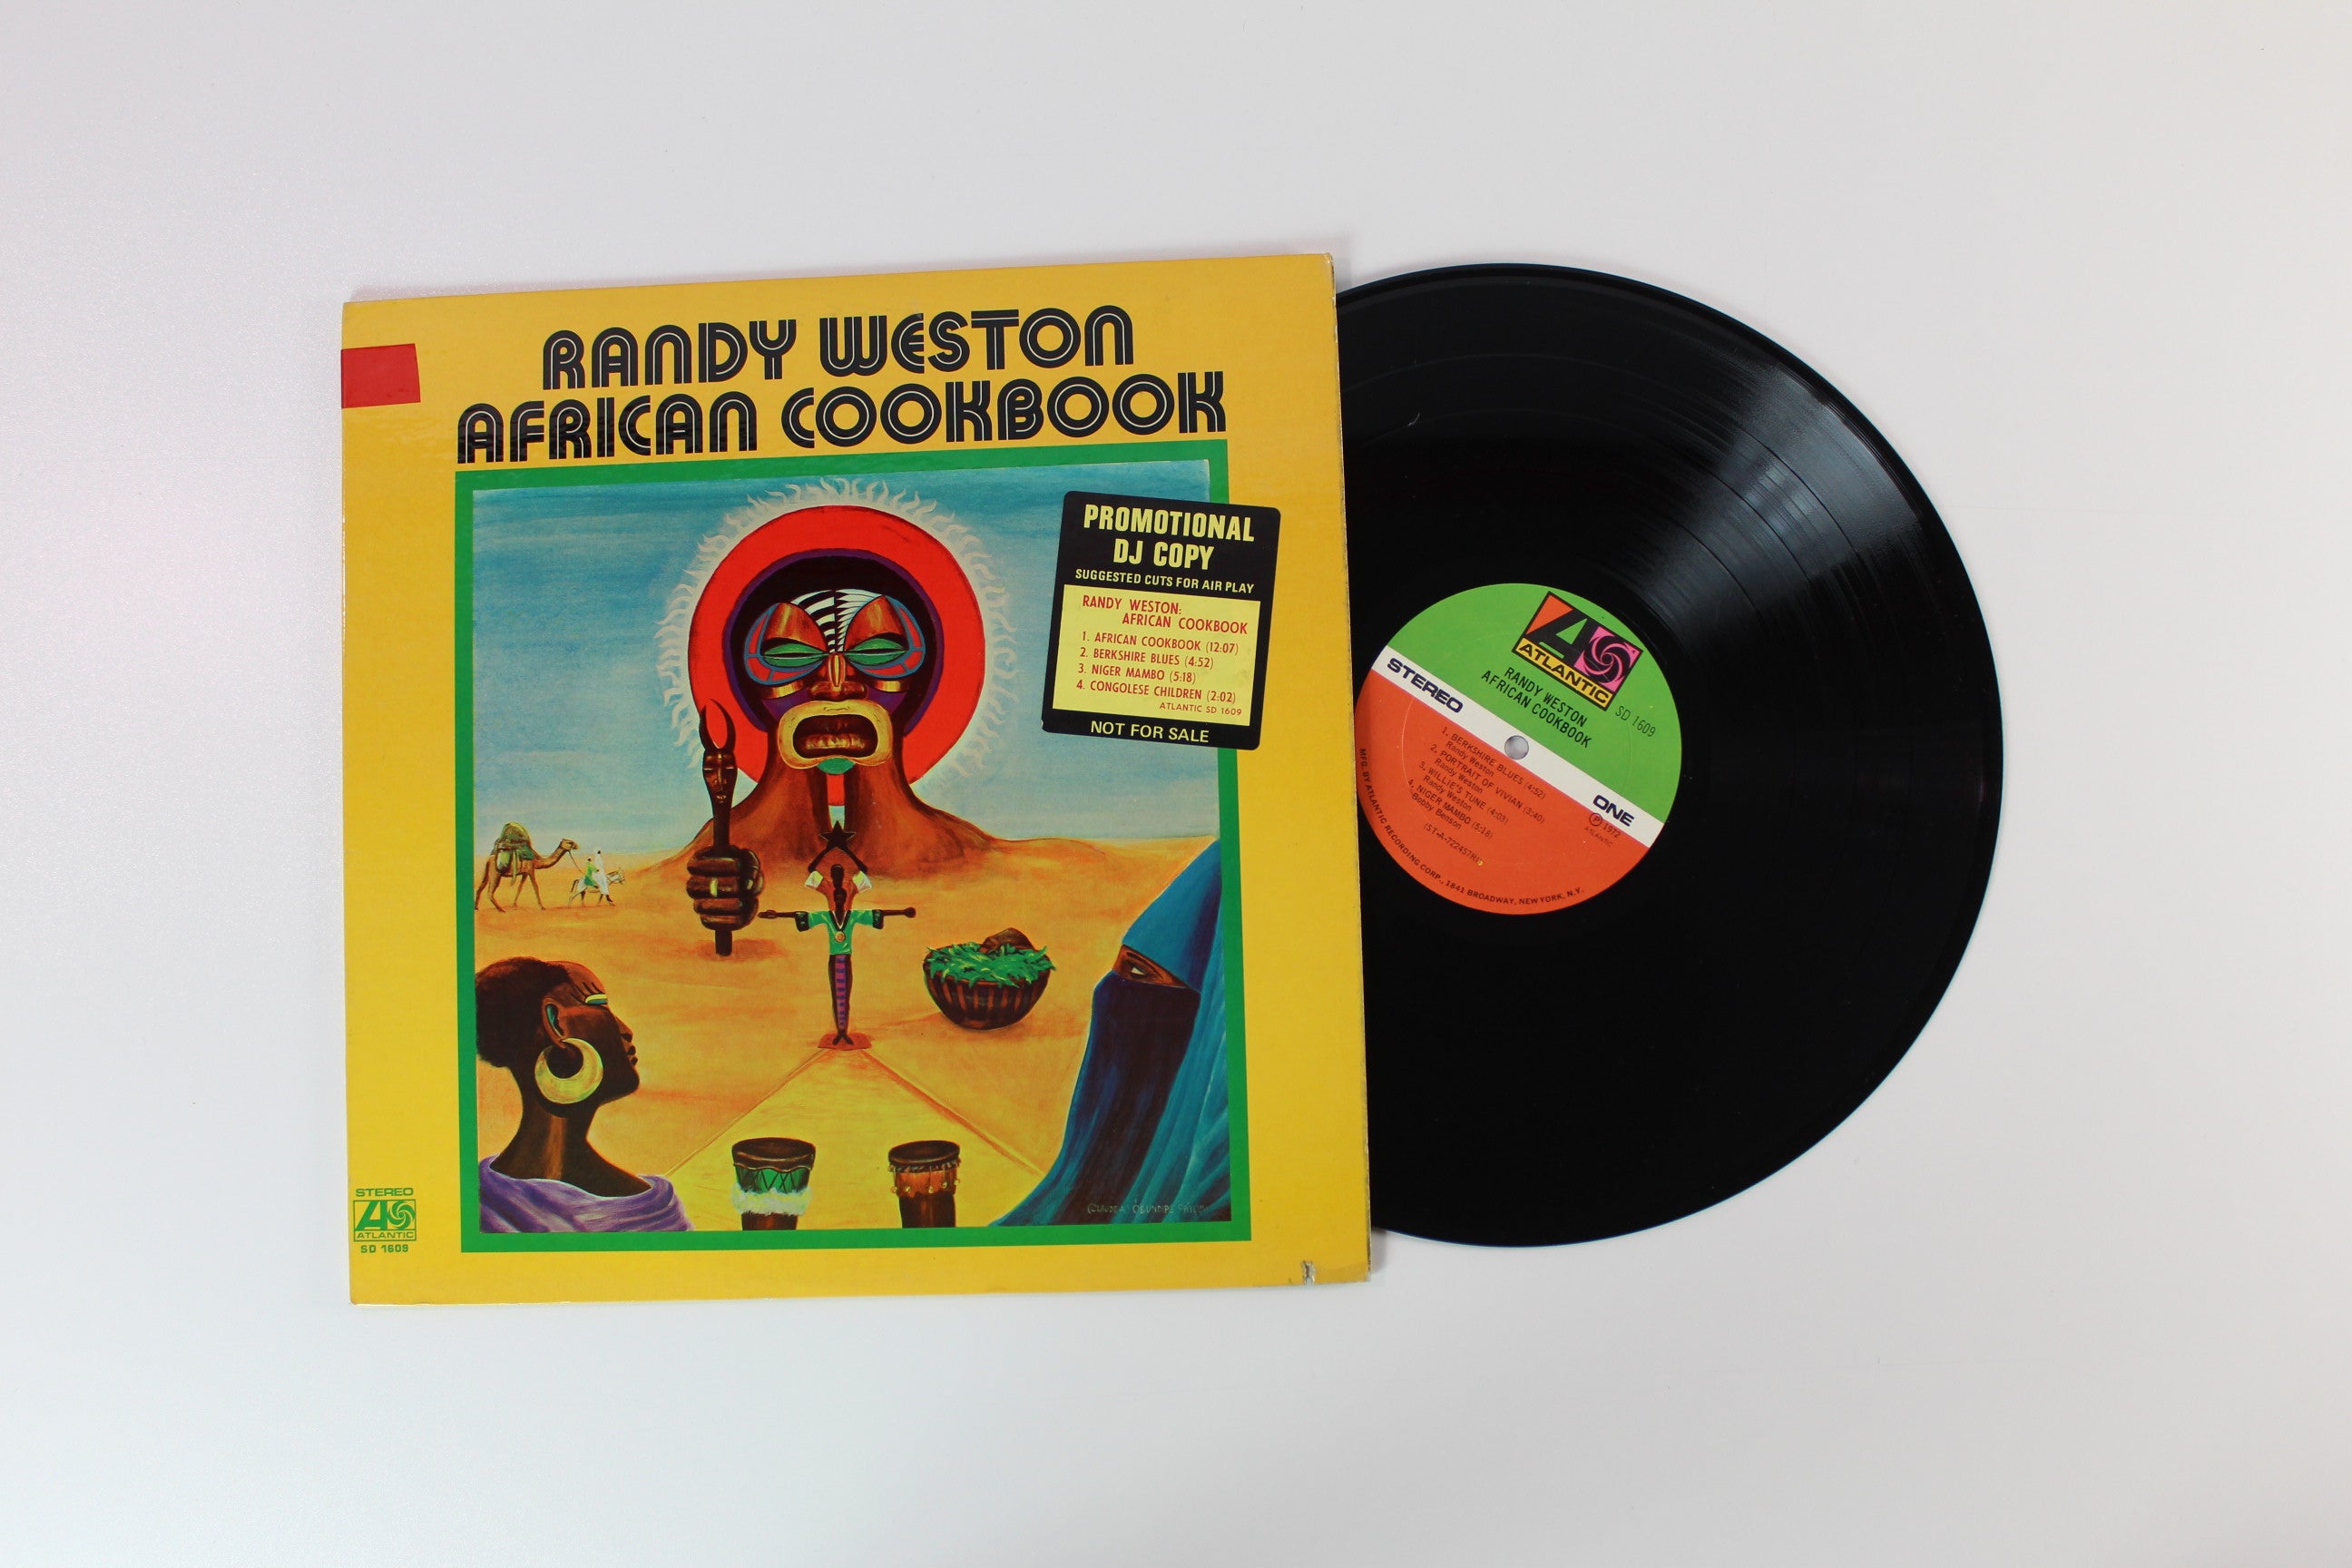 RANDY WESTON
AFRICAN COOKBOOK
PROMOTIONAL
DJ COPY
SUGGESTED CUTS FOR AIR PLAY
RANDY WESTON:
AFRICAN COOKBOOK
1. AFRICAN COOKBOOK (12:07)
2. BERKSHIRE BLUES (4:52)
3. NIGER MAMBO (5:18)
4. CONGOLESE CHILDREN (2:02)
ATLANTIC SD 1609
NOT FOR SALE
STEREO
ATLANTIC
SD 1609
ATLANTIC
RANDY WESTON
AFRICAN COOKBOOK
SD 1609
STEREO
ONE
1. BERKSHIRE BLUES (4:52)
Randy Weston
2. PORTRAIT OF VIVIAN (3:40)
Randy Weston
3. WILLIE'S TUNE (4:03)
Randy Weston
4. NIGER MAMBO (5:18)
Bobby Benson
℗ 1972
ATLANTIC
MFG. BY ATLANTIC RECORDING CORP., 1841 BROADWAY, NEW YORK, N.Y.